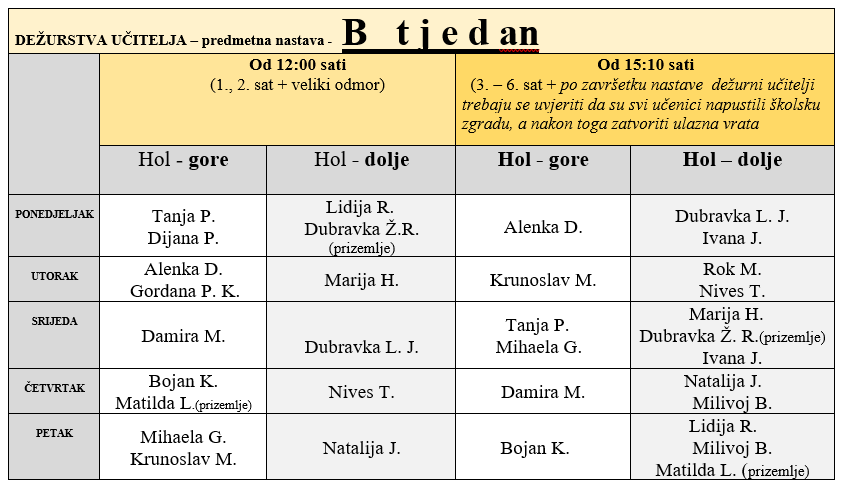 DEŽURSTVA UČITELJA – predmetna nastava - B t j e d an
Od 12:00 sati
(1., 2. sat + veliki odmor)
Od 15:10 sati
(3. – 6. sat + po završetku nastave dežurni učitelji
trebaju se uvjeriti da su svi učenici napustili školsku
zgradu, a nakon toga zatvoriti ulazna vrata
Hol - gore
Hol - dolje
Hol - gore
Hol – dolje
PONEDJELJAK
Tanja P.
Dijana P.
Lidija R.
Dubravka Ž.R.
(prizemlje)
Alenka D.
Dubravka L. J.
Ivana J.
UTORAK
Alenka D.
Gordana P. K.
Marija H.
Krunoslav M.
Rok M.
Nives T.
SRIJEDA
Damira M.
Dubravka L. J.
Tanja P.
Mihaela G.
Marija H.
Dubravka Ž. R.(prizemlje)
Ivana J.
ČETVRTAK
Bojan K.
Matilda L.(prizemlje)
Nives T.
Damira M.
Natalija J.
Milivoj B.
PETAK
Mihaela G.
Krunoslav M.
Natalija J.
Bojan K.
Lidija R.
Milivoj B.
Matilda L. (prizemlje)